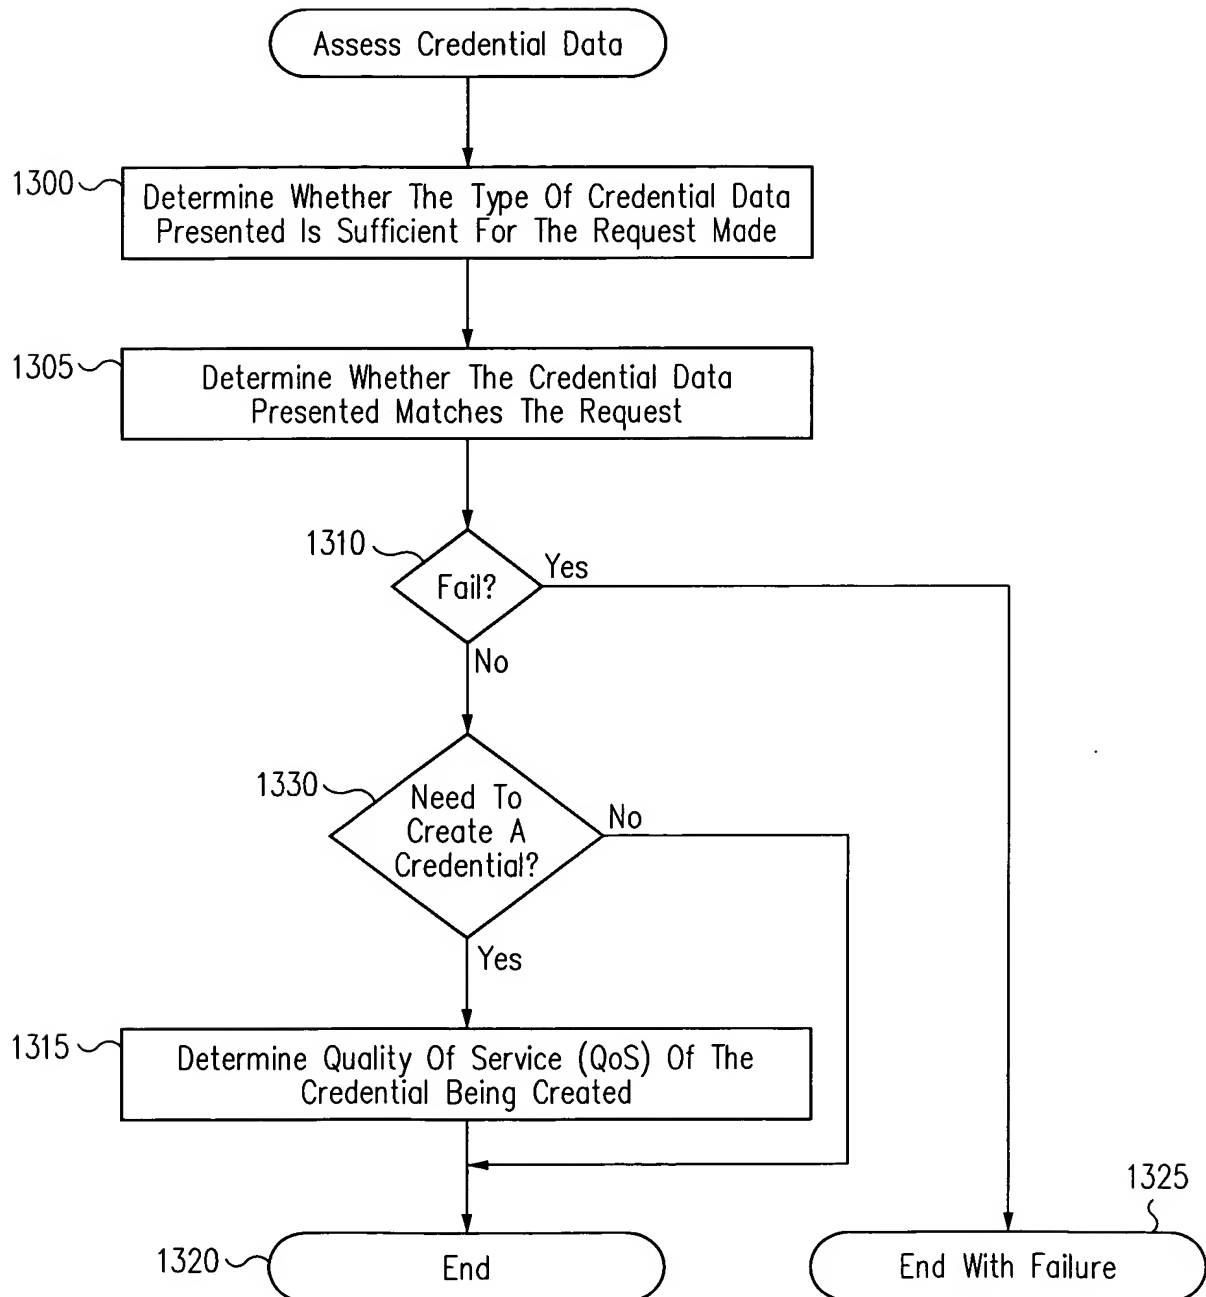 Assess Credential Data
1300
Determine Whether The Type Of Credential Data
Presented Is Sufficient For The Request Made
1305
Determine Whether The Credential Data
Presented Matches The Request
1310
Fail?
Yes
No
1330
Need To
Create A
Credential?
No
Yes
1315
Determine Quality Of Service (QoS) Of The
Credential Being Created
1320
End
1325
End With Failure